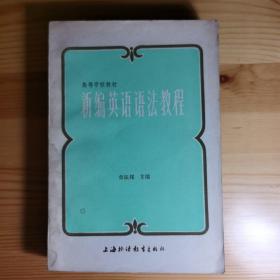 高等学校教材
新编英语语法教程
章振邦 主编
上海外语教育出版社